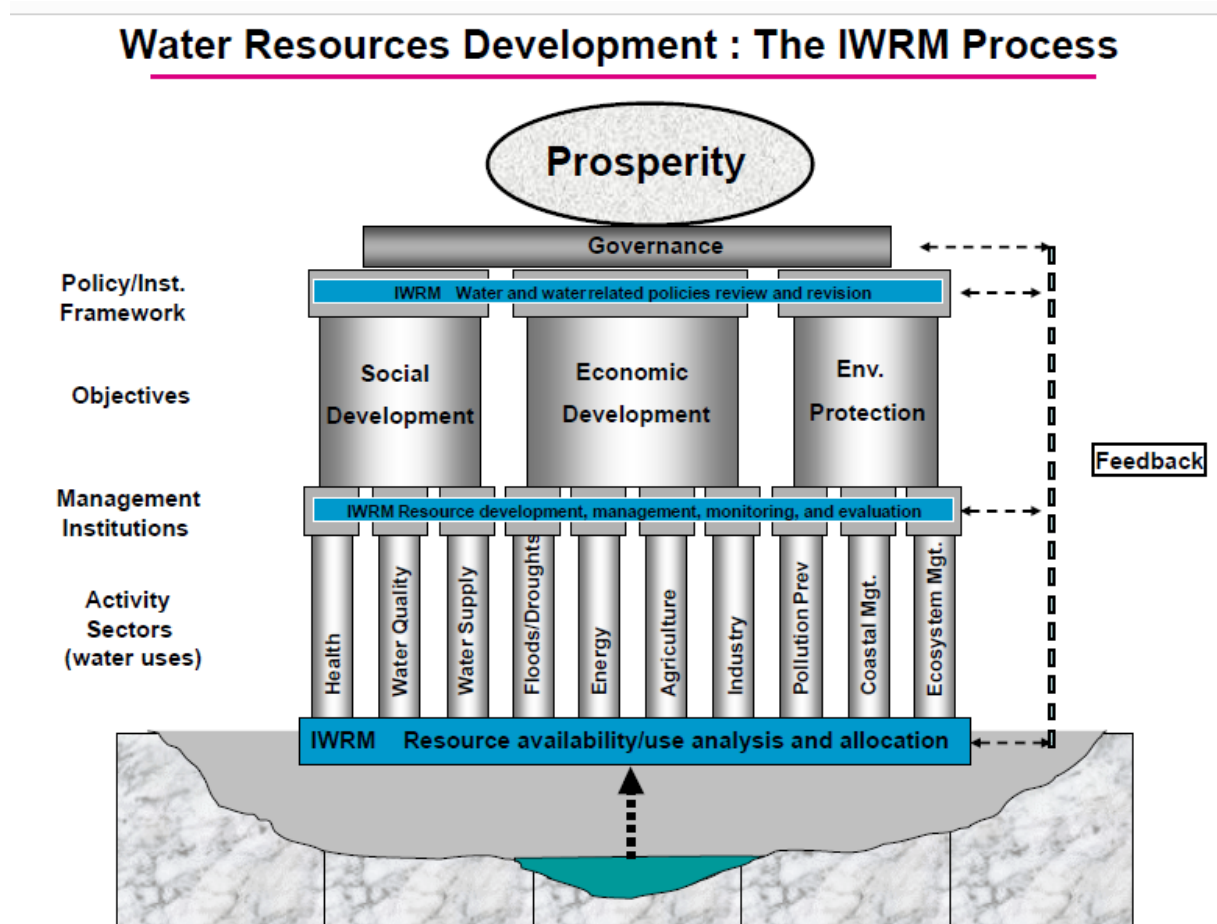 Water Resources Development : The IWRM Process
Prosperity
Governance
Policy/Inst.
Framework
IWRM Water and water related policies review and revision
Objectives
Social
Development
Economic
Development
Env.
Protection
Feedback
Management
Institutions
IWRM Resource development, management, monitoring, and evaluation
Activity
Sectors
(water uses)
Health
Water Quality
Water Supply
Floods/Droughts
Energy
Agriculture
Industry
Pollution Prev
Coastal Mgt.
Ecosystem Mgt.
IWRM Resource availability/use analysis and allocation